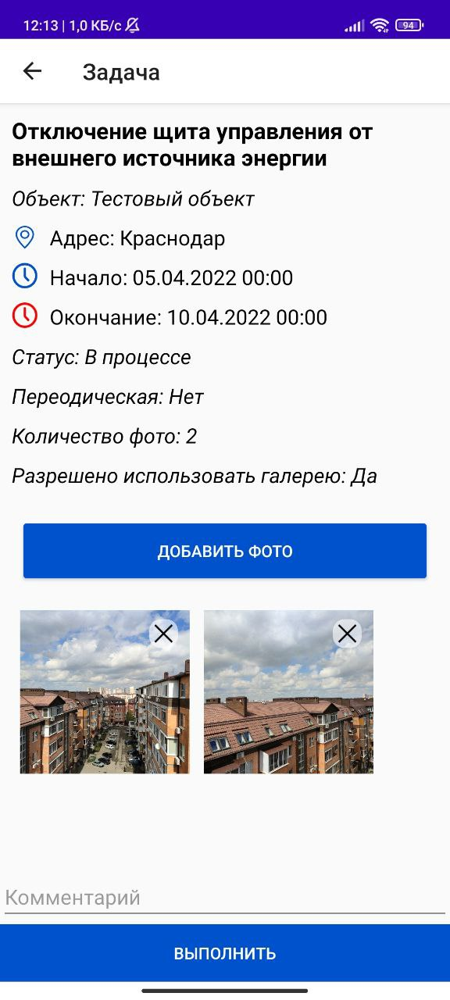 12:13 | 1,0 КБ/с
94
Задача
Отключение щита управления от
внешнего источника энергии
Объект: Тестовый объект
Адрес: Краснодар
Начало: 05.04.2022 00:00
Окончание: 10.04.2022 00:00
Статус: В процессе
Переодическая: Нет
Количество фото: 2
Разрешено использовать галерею: Да
ДОБАВИТЬ ФОТО
Комментарий
ВЫПОЛНИТЬ